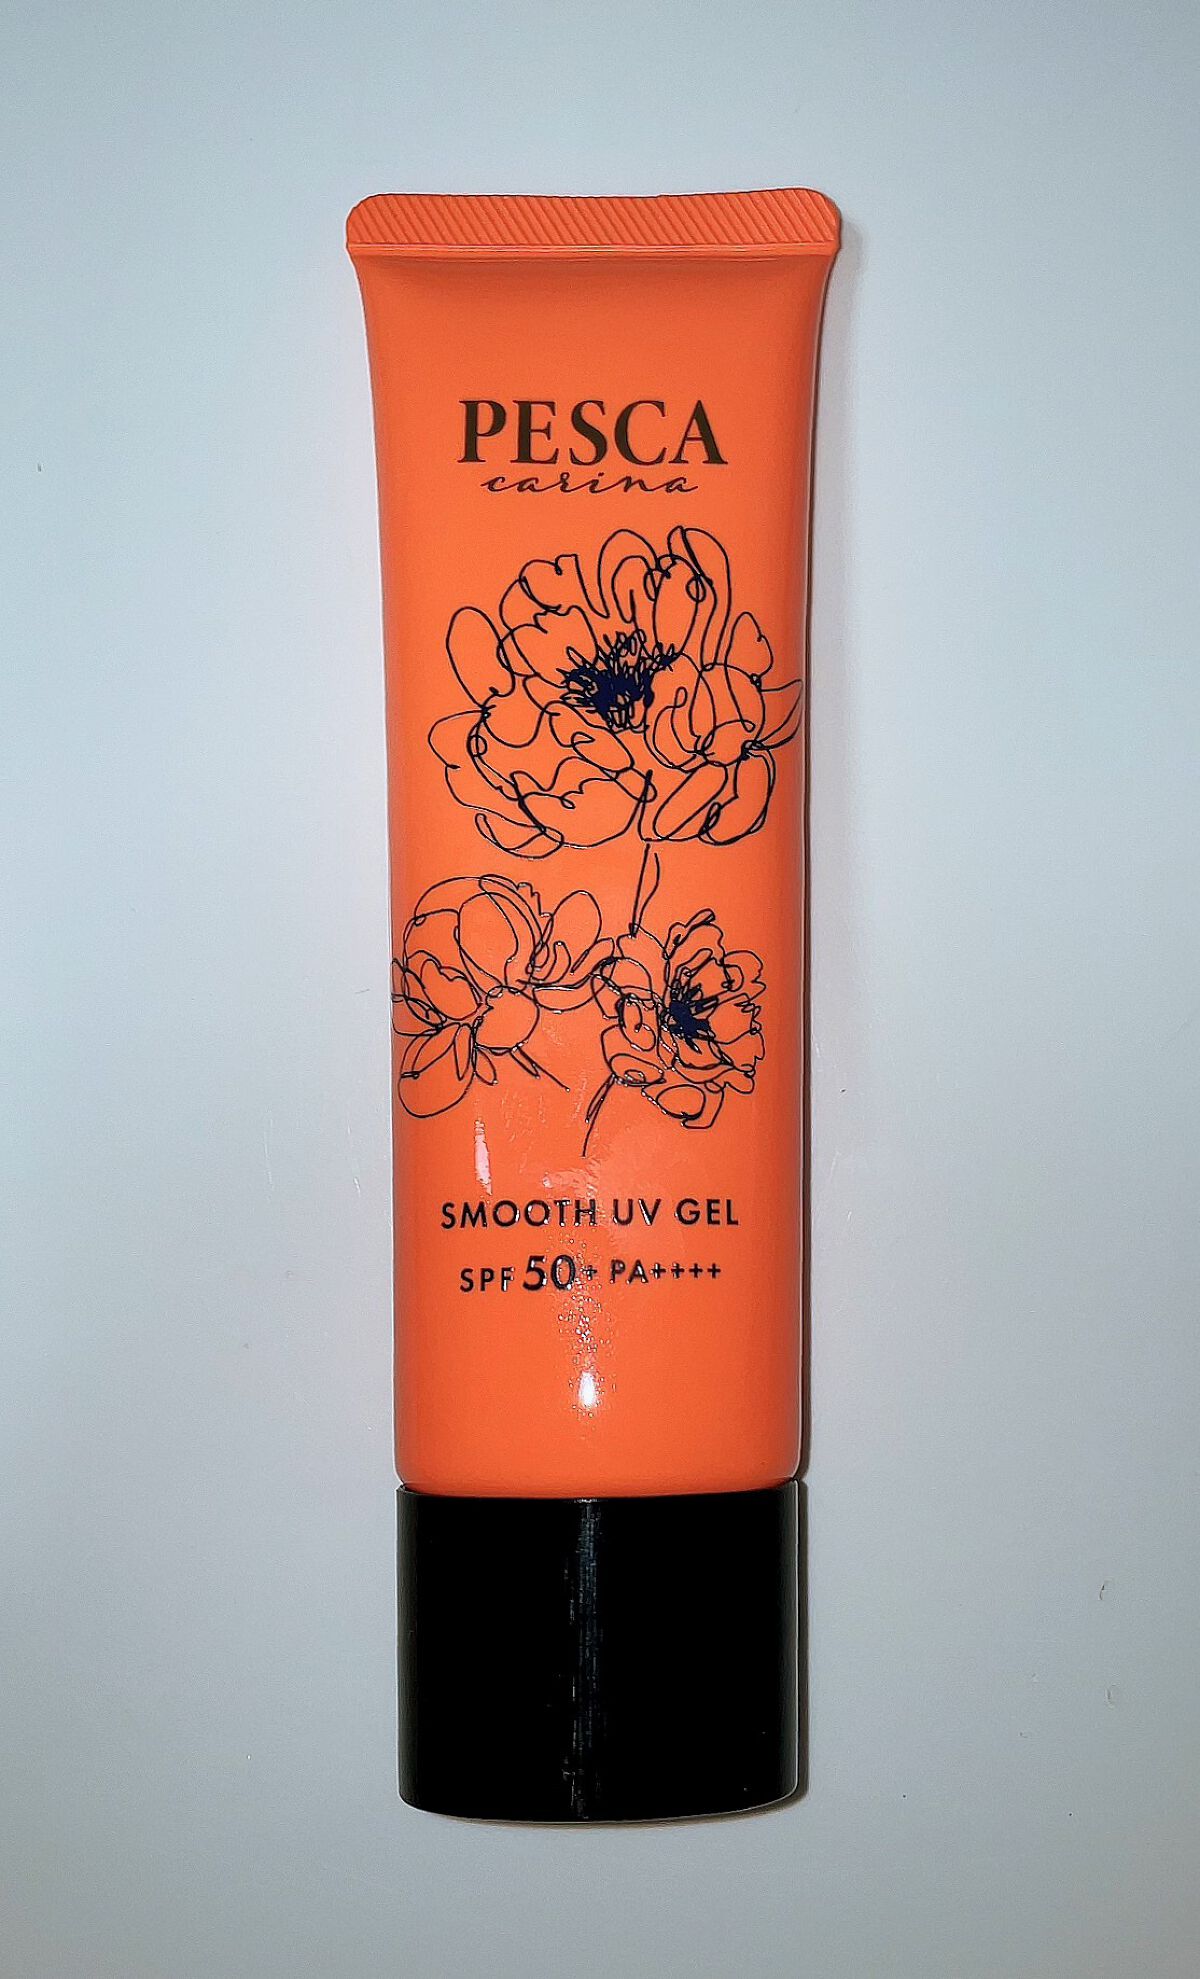 PESCA
carina
SMOOTH UV GEL
SPF 50+ PA++++